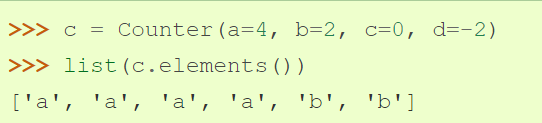 >>> c = Counter(a=4, b=2, c=0, d=-2)
>>> list(c.elements())
['a', 'a', 'a', 'a', 'b', 'b']